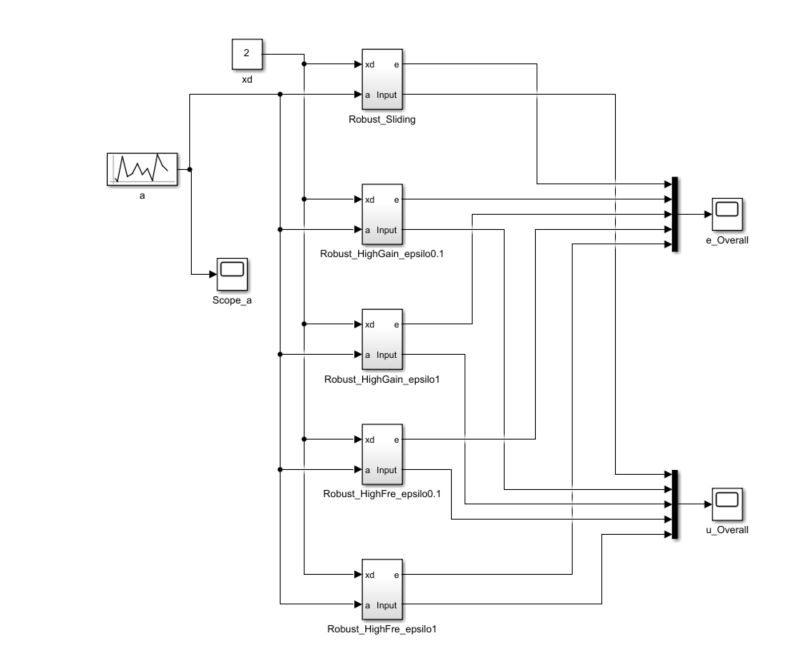 2
xd
xd e
a Input
Robust_Sliding
a
xd e
a Input
Robust_HighGain_epsilo0.1
e_Overall
Scope_a
xd e
a Input
Robust_HighGain_epsilo1
xd e
a Input
Robust_HighFre_epsilo0.1
u_Overall
xd e
a Input
Robust_HighFre_epsilo1